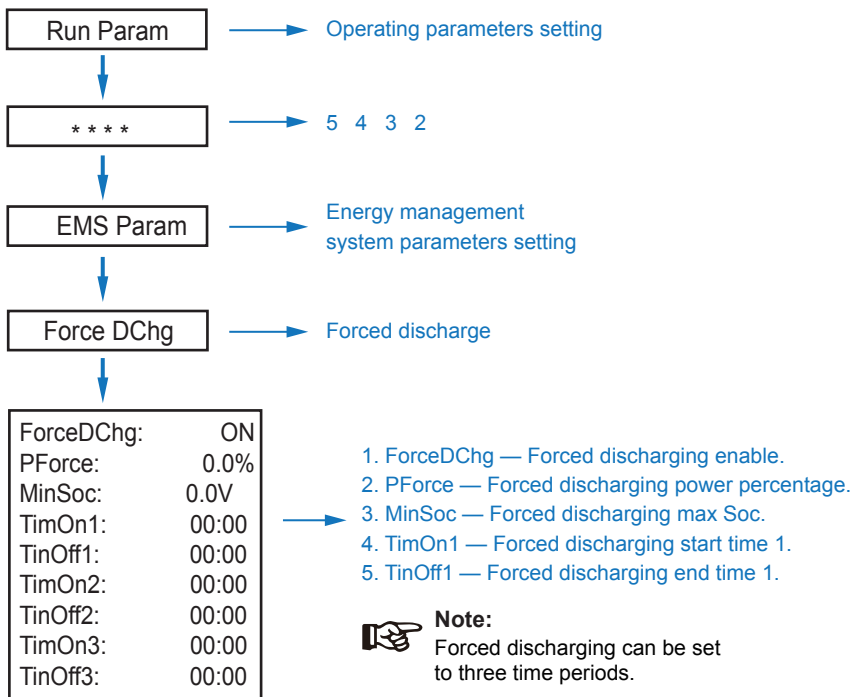 Run Param
Operating parameters setting
* * * *
5 4 3 2
EMS Param
Energy management
system parameters setting
Force DChg
Forced discharge
ForceDChg: ON
PForce: 0.0%
MinSoc: 0.0V
TimOn1: 00:00
TinOff1: 00:00
TimOn2: 00:00
TinOff2: 00:00
TimOn3: 00:00
TinOff3: 00:00
1. ForceDChg — Forced discharging enable.
2. PForce — Forced discharging power percentage.
3. MinSoc — Forced discharging max Soc.
4. TimOn1 — Forced discharging start time 1.
5. TinOff1 — Forced discharging end time 1.
Note:
Forced discharging can be set
to three time periods.